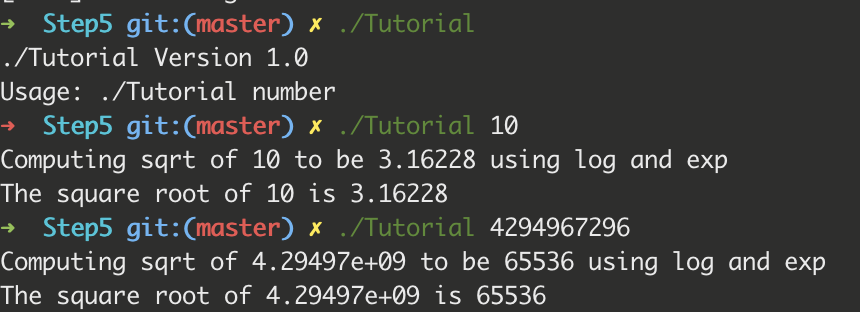 ➜  Step5 git:(master) ✗ ./Tutorial
./Tutorial Version 1.0
Usage: ./Tutorial number
➜  Step5 git:(master) ✗ ./Tutorial 10
Computing sqrt of 10 to be 3.16228 using log and exp
The square root of 10 is 3.16228
➜  Step5 git:(master) ✗ ./Tutorial 4294967296
Computing sqrt of 4.29497e+09 to be 65536 using log and exp
The square root of 4.29497e+09 is 65536